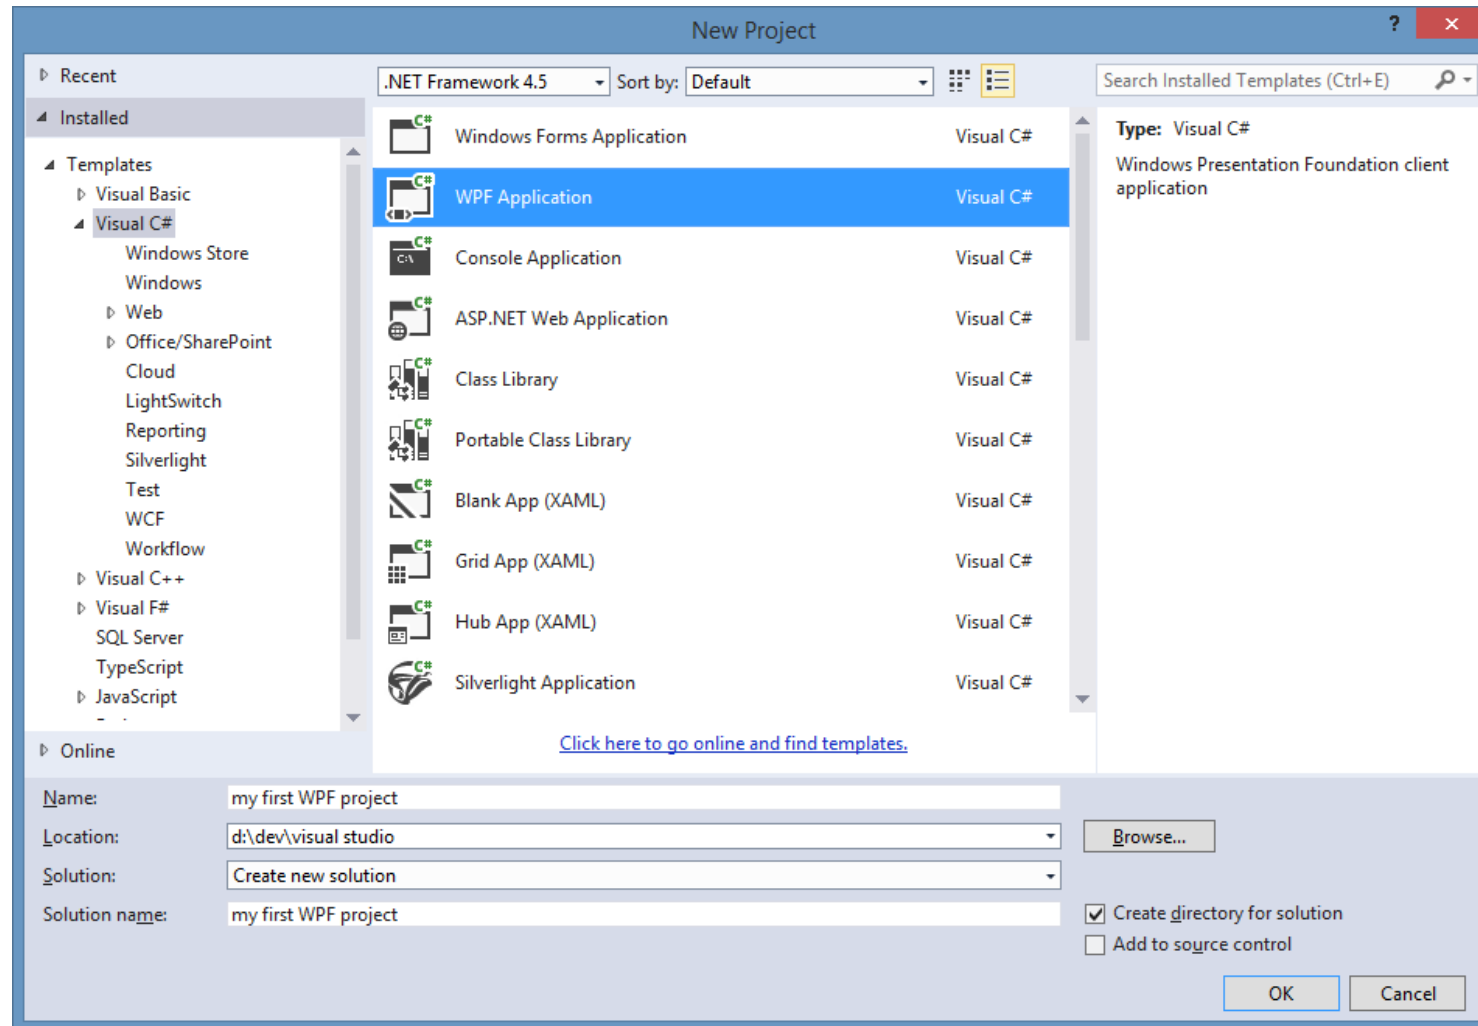 New Project
?
Recent
Installed
Templates
Visual Basic
Visual C#
Windows Store
Windows
Web
Office/SharePoint
Cloud
LightSwitch
Reporting
Silverlight
Test
WCF
Workflow
Visual C++
Visual F#
SQL Server
TypeScript
JavaScript
Online
.NET Framework 4.5 Sort by: Default
Windows Forms Application Visual C#
WPF Application Visual C#
Console Application Visual C#
ASP.NET Web Application Visual C#
Class Library Visual C#
Portable Class Library Visual C#
Blank App (XAML) Visual C#
Grid App (XAML) Visual C#
Hub App (XAML) Visual C#
Silverlight Application Visual C#
Click here to go online and find templates.
Search Installed Templates (Ctrl+E)
Type: Visual C#
Windows Presentation Foundation client
application
Name: my first WPF project
Location: d:\dev\visual studio
Browse...
Solution: Create new solution
Solution name: my first WPF project
Create directory for solution
Add to source control
OK Cancel